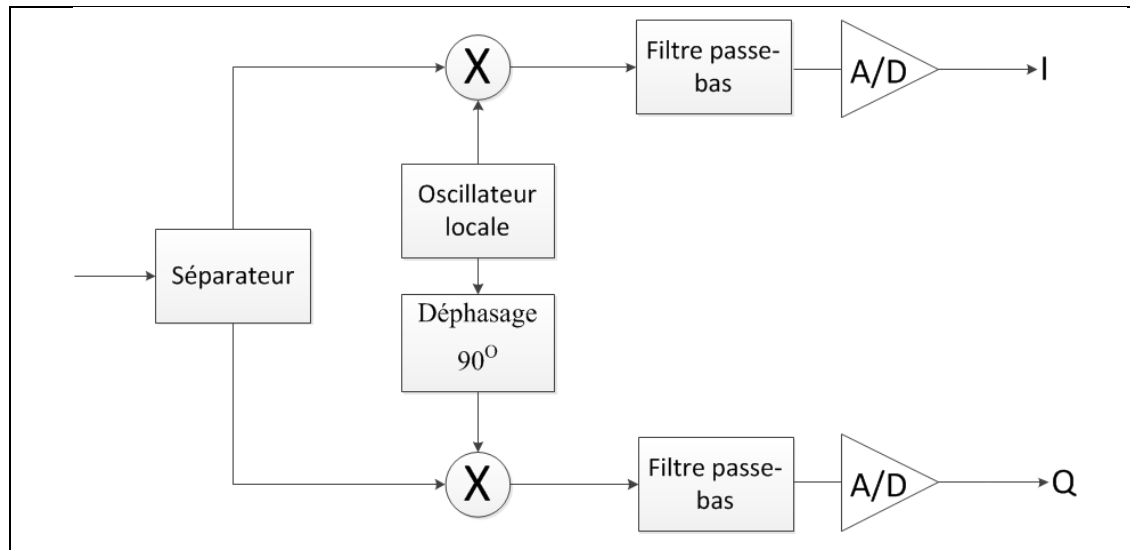 X
Filtre passe-
bas
A/D
I
Oscillateur
locale
Séparateur
Déphasage
90O
X
Filtre passe-
bas
A/D
Q